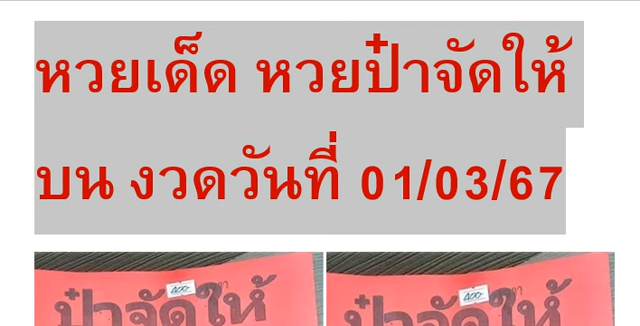 หวยเด็ด หวยป๋าจัดให้
บน งวดวันที่ 01/03/67
400-
ป๋าจัดให้
400-
ป๋าจัดให้